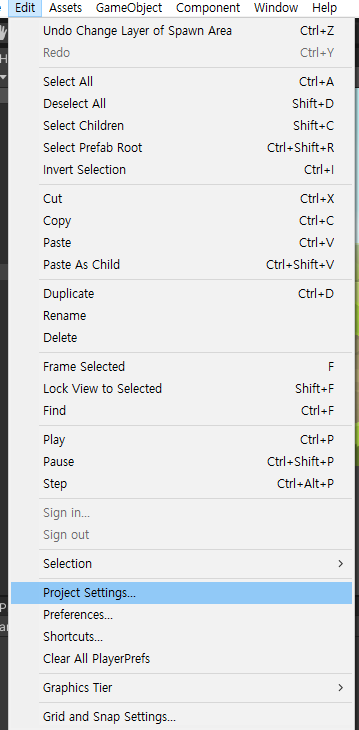 Edit Assets GameObject Component Window Help
Undo Change Layer of Spawn Area Ctrl+Z
Redo Ctrl+Y
Select All Ctrl+A
Deselect All Shift+D
Select Children Shift+C
Select Prefab Root Ctrl+Shift+R
Invert Selection Ctrl+I
Cut Ctrl+X
Copy Ctrl+C
Paste Ctrl+V
Paste As Child Ctrl+Shift+V
Duplicate Ctrl+D
Rename
Delete
Frame Selected F
Lock View to Selected Shift+F
Find Ctrl+F
Play Ctrl+P
Pause Ctrl+Shift+P
Step Ctrl+Alt+P
Sign in...
Sign out
Selection
Project Settings...
Preferences...
Shortcuts...
Clear All PlayerPrefs
Graphics Tier
Grid and Snap Settings...